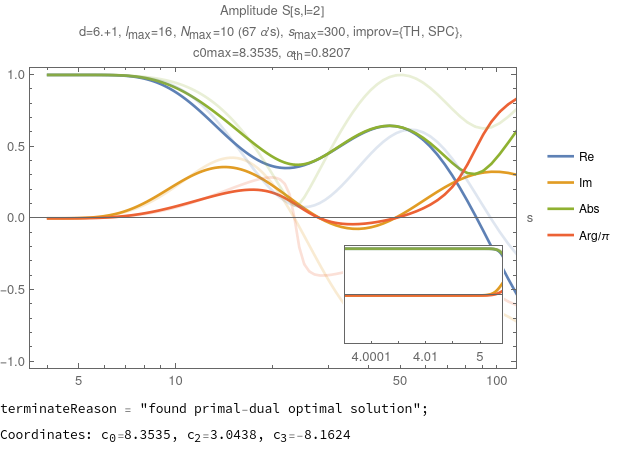 Amplitude S[s,l=2]
d=6.+1, lmax=16, Nmax=10 (67 α's), smax=300, improv={TH, SPC},
c0max=8.3535, αth=0.8207
1.0
0.5
0.0
-0.5
-1.0
s
Re
Im
Abs
Arg/π
4.0001 4.01 5
5 10 50 100
terminateReason = "found primal-dual optimal solution";
Coordinates: c0=8.3535, c2=3.0438, c3=-8.1624